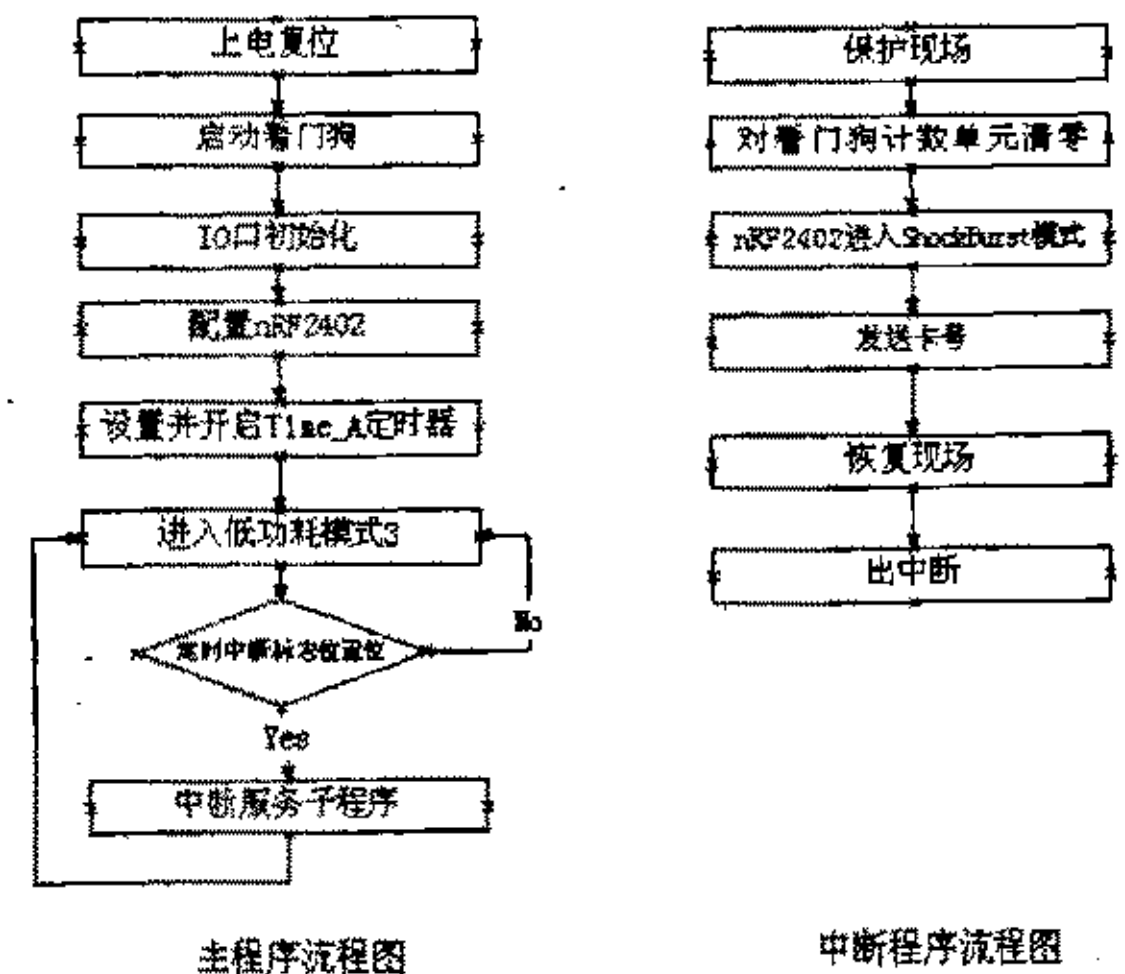 上电复位
启动看门狗
IO口初始化
配置nRF2402
设置并开启Time_A定时器
进入低功耗模式3
No
定时中断标志位置位
Yes
中断服务子程序
主程序流程图
保护现场
对看门狗计数单元清零
nRF2402进入ShockBurst模式
发送卡号
恢复现场
出中断
中断程序流程图